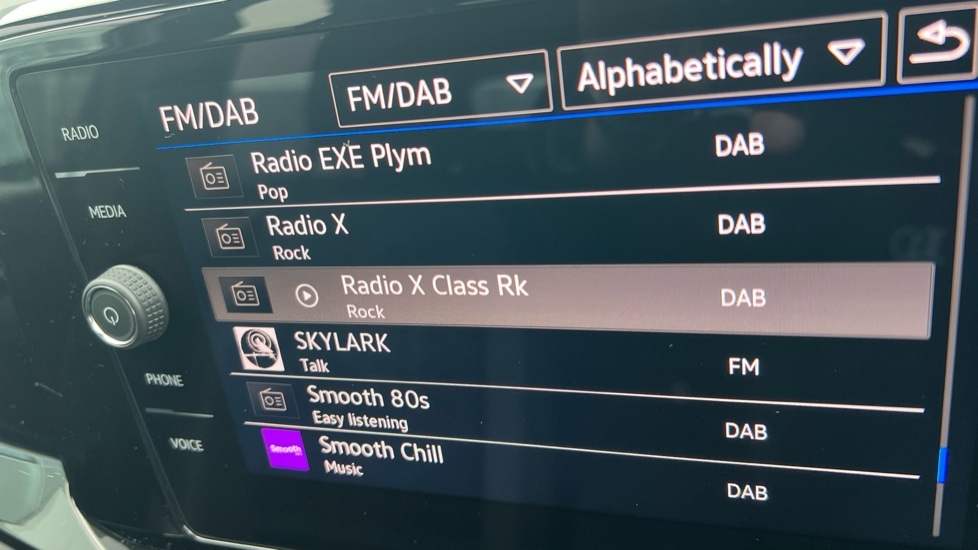 RADIO
MEDIA
PHONE
VOICE
FM/DAB
FM/DAB
Alphabetically
Radio EXE Plym
Pop
DAB
Radio X
Rock
DAB
Radio X Class Rk
Rock
DAB
SKYLARK
Talk
FM
Smooth 80s
Easy listening
DAB
Smooth
Smooth Chill
Music
DAB